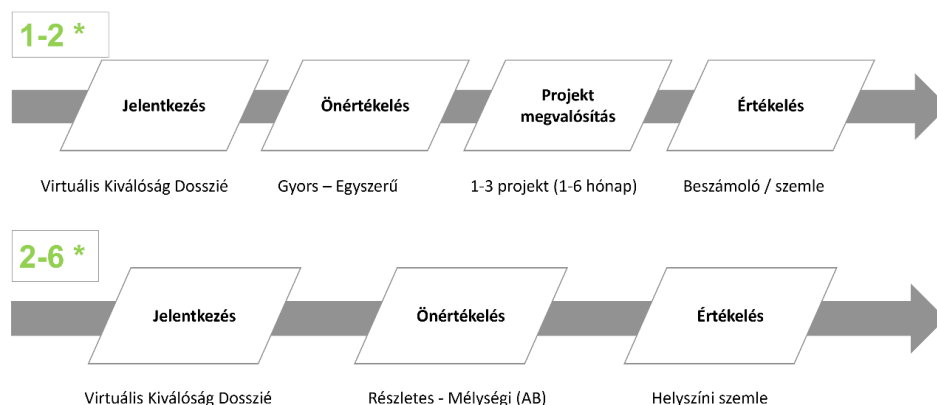 1-2 *
Jelentkezés
Önértékelés
Projekt
megvalósítás
Értékelés
Virtuális Kiválóság Dosszié
Gyors – Egyszerű
1-3 projekt (1-6 hónap)
Beszámoló / szemle
2-6 *
Jelentkezés
Önértékelés
Értékelés
Virtuális Kiválóság Dosszié
Részletes - Mélységi (AB)
Helyszíni szemle